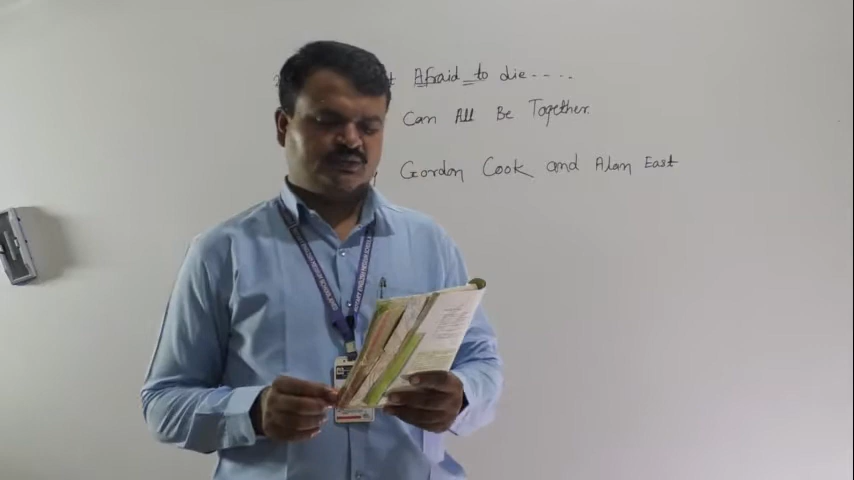 Afraid to die....
Can All Be Together.
Gordon Cook and Alan East